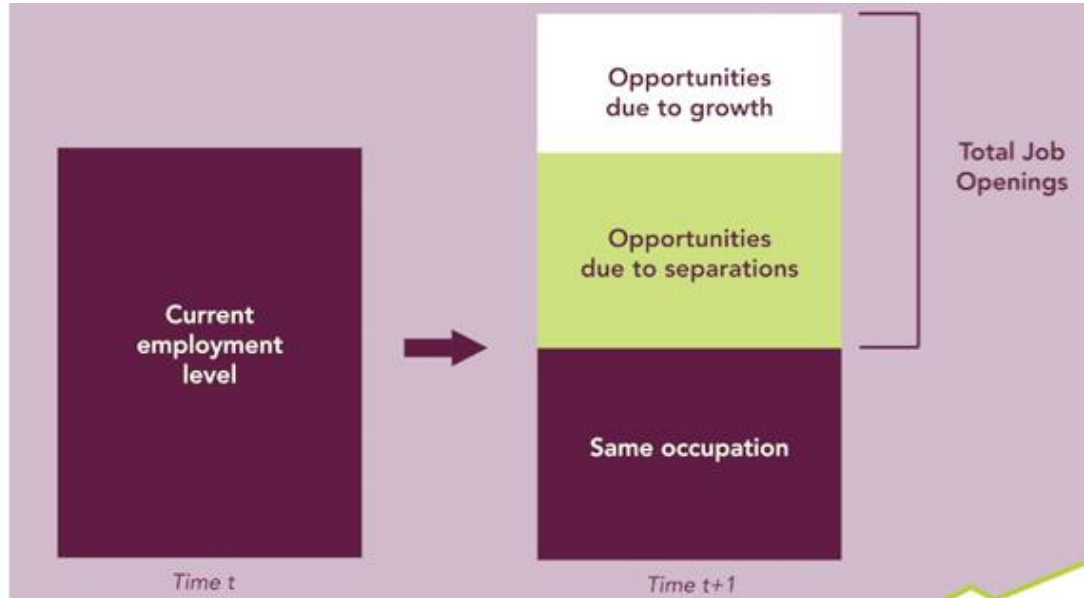 Opportunities
due to growth
Total Job
Openings
Opportunities
due to separations
Current
employment
level
Same occupation
Time t
Time t+1